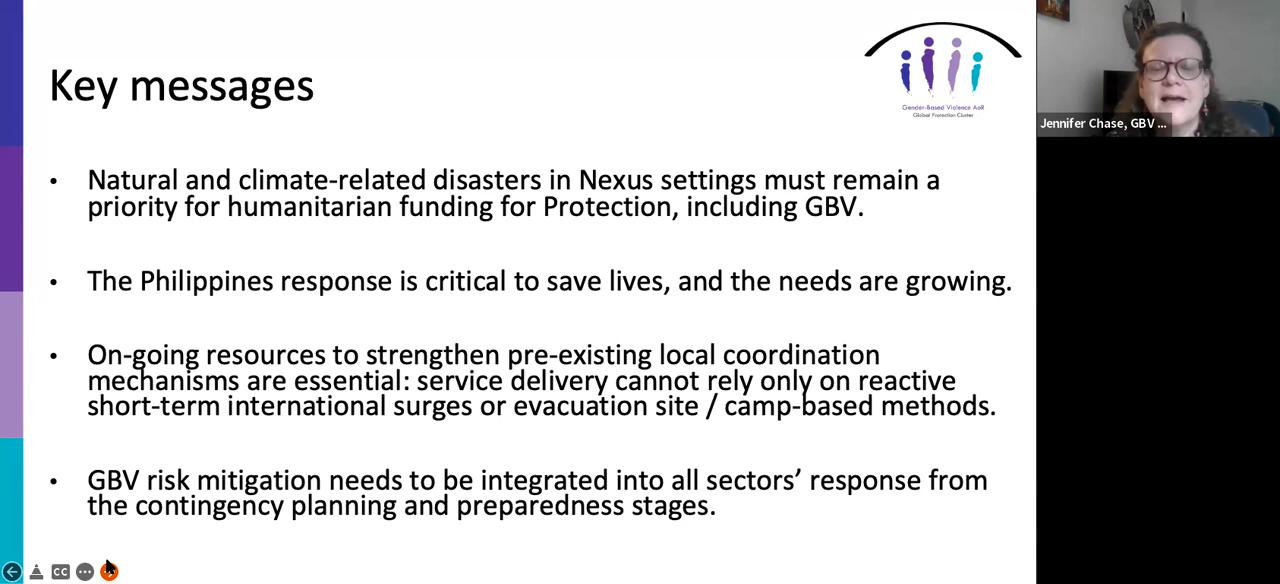 Key messages
Gender-Based Violence AoR
Global Protection Cluster
Jennifer Chase, GBV ...
• Natural and climate-related disasters in Nexus settings must remain a
priority for humanitarian funding for Protection, including GBV.
• The Philippines response is critical to save lives, and the needs are growing.
• On-going resources to strengthen pre-existing local coordination
mechanisms are essential: service delivery cannot rely only on reactive
short-term international surges or evacuation site / camp-based methods.
• GBV risk mitigation needs to be integrated into all sectors’ response from
the contingency planning and preparedness stages.
CC